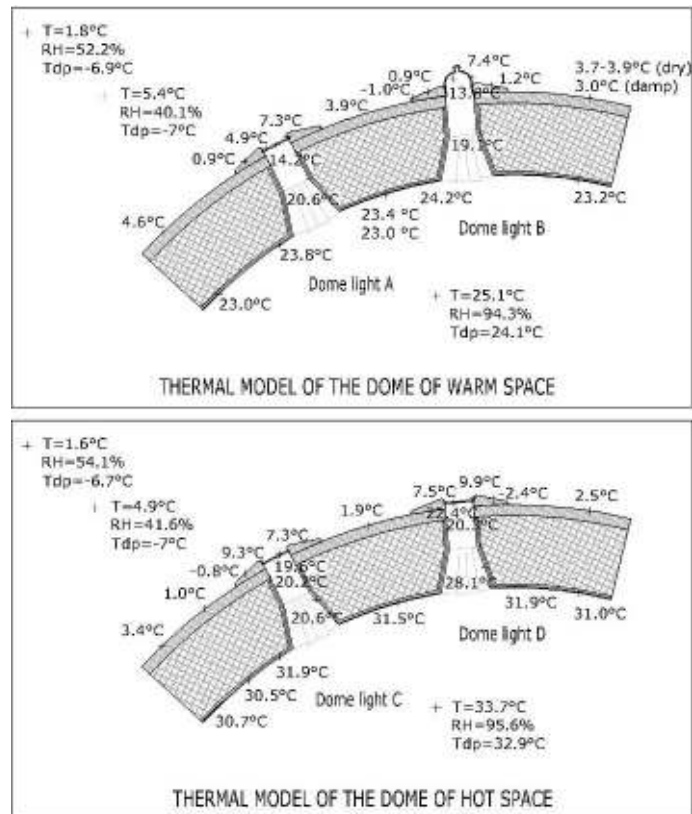 T=1.8°C
RH=52.2%
Tdp=-6.9°C
T=5.4°C
RH=40.1%
Tdp=-7°C
7.4°C
0.9°C
-1.0°C
3.9°C
1.2°C
3.7-3.9°C (dry)
3.0°C (damp)
7.3°C
4.9°C
0.9°C
14.2°C
20.6°C
4.6°C
24.2°C
23.4 °C
23.0 °C
23.2°C
23.8°C
23.0°C
Dome light B
Dome light A
T=25.1°C
RH=94.3%
Tdp=24.1°C
THERMAL MODEL OF THE DOME OF WARM SPACE
T=1.6°C
RH=54.1%
Tdp=-6.7°C
T=4.9°C
RH=41.6%
Tdp=-7°C
9.9°C
7.5°C
-2.4°C
2.5°C
1.9°C
22.4°C
20.3°C
7.3°C
9.3°C
-0.8°C
19.6°C
20.2°C
1.0°C
28.1°C
20.6°C
3.4°C
31.5°C
31.9°C
31.0°C
Dome light D
31.9°C
30.5°C
30.7°C
Dome light C
T=33.7°C
RH=95.6%
Tdp=32.9°C
THERMAL MODEL OF THE DOME OF HOT SPACE